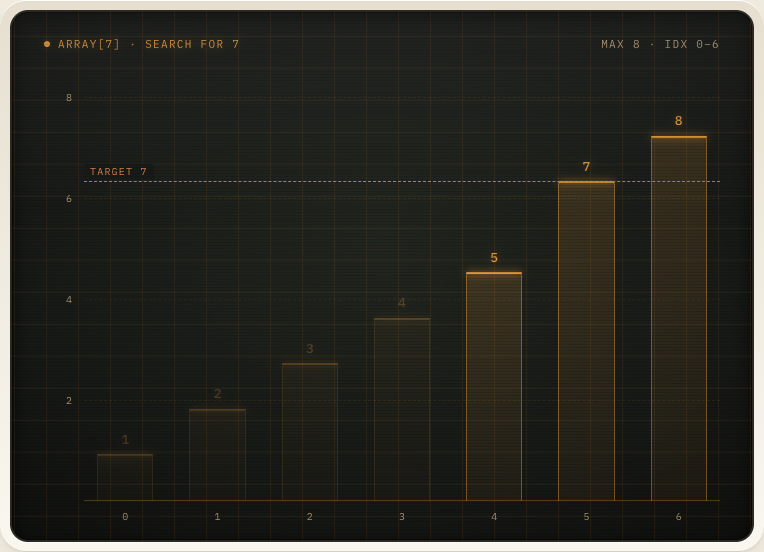 ARRAY[7] · SEARCH FOR 7
MAX 8 · IDX 0–6
8
8
7
TARGET 7
6
5
4
4
3
2
2
1
0 1 2 3 4 5 6